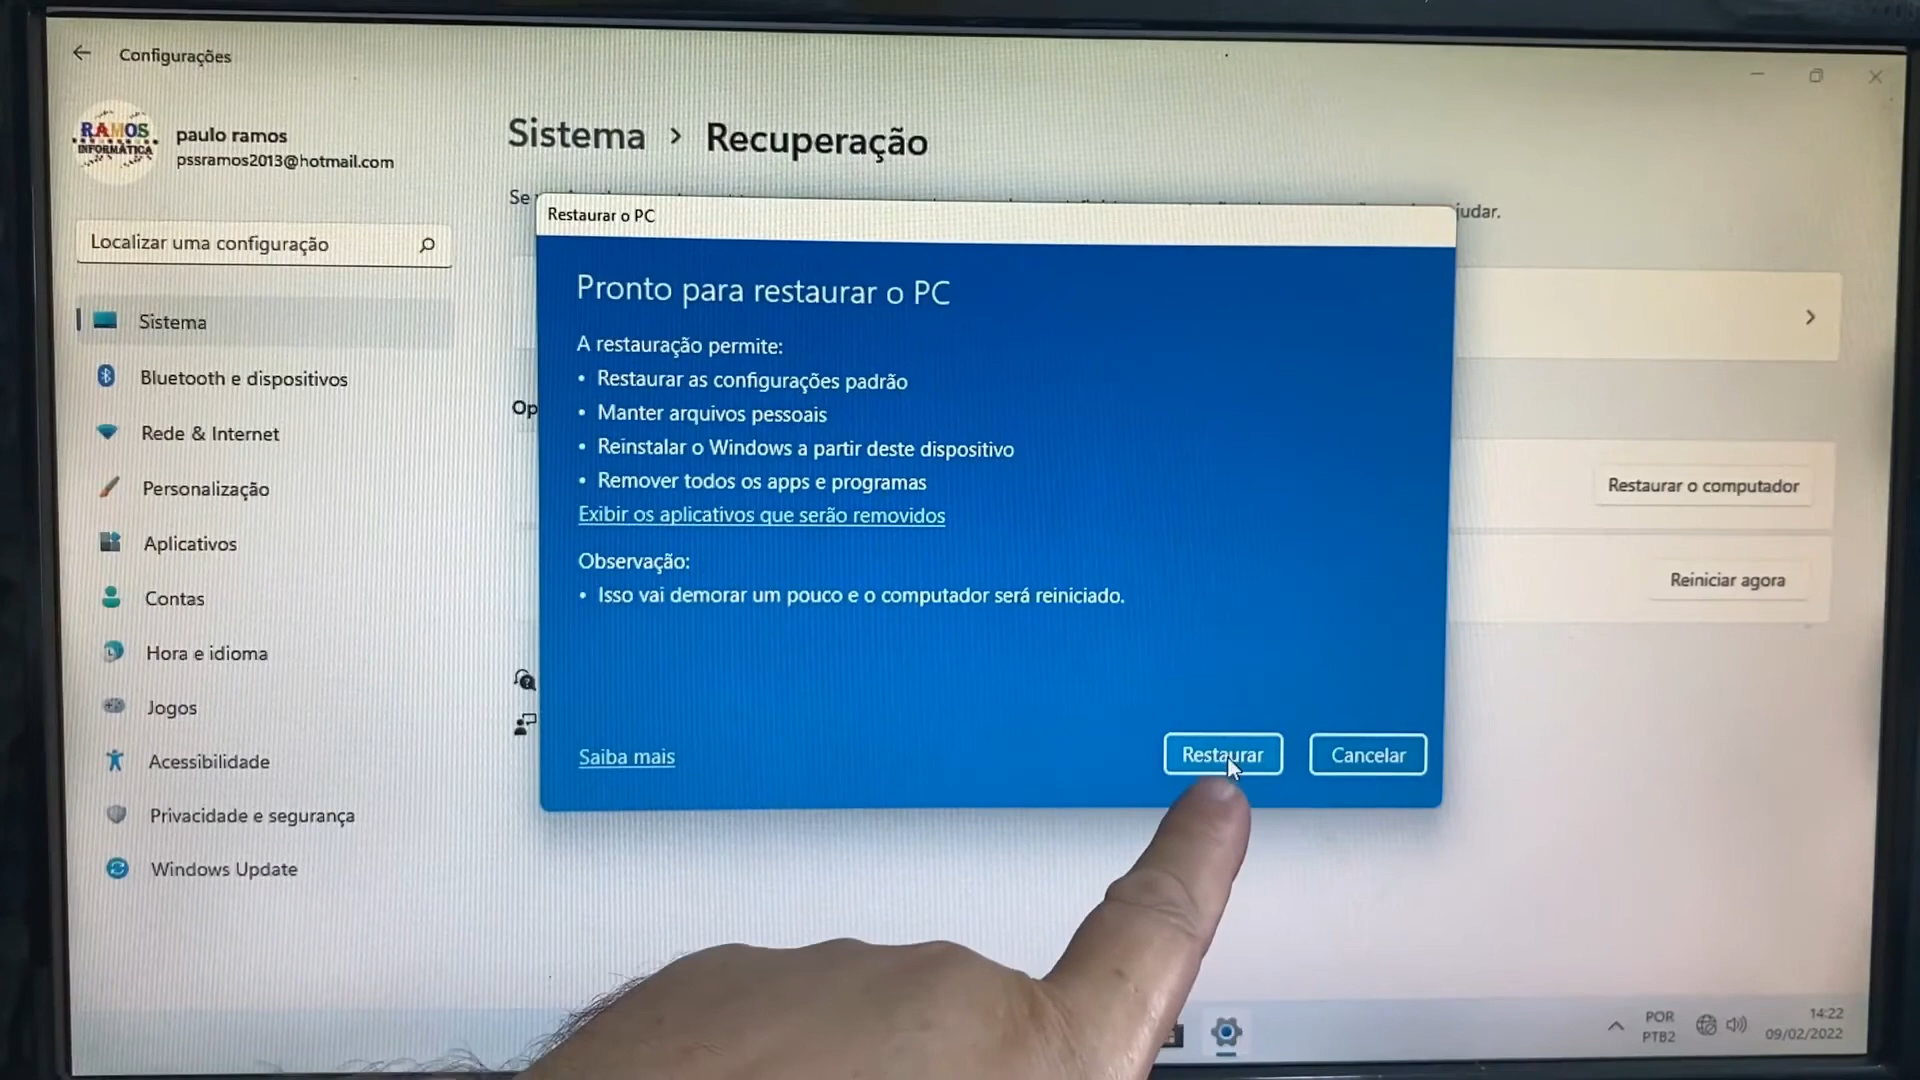 Configurações
RAMOS
INFORMÁTICA
paulo ramos
pssramos2013@hotmail.com
Localizar uma configuração
Sistema
Bluetooth e dispositivos
Rede & Internet
Personalização
Aplicativos
Contas
Hora e idioma
Jogos
Acessibilidade
Privacidade e segurança
Windows Update
Sistema > Recuperação
Se
judar.
Op
Restaurar o PC
Pronto para restaurar o PC
A restauração permite:
• Restaurar as configurações padrão
• Manter arquivos pessoais
• Reinstalar o Windows a partir deste dispositivo
• Remover todos os apps e programas
Exibir os aplicativos que serão removidos
Observação:
• Isso vai demorar um pouco e o computador será reiniciado.
Saiba mais
Restaurar
Cancelar
Restaurar o computador
Reiniciar agora
POR
PTB2
14:22
09/02/2022